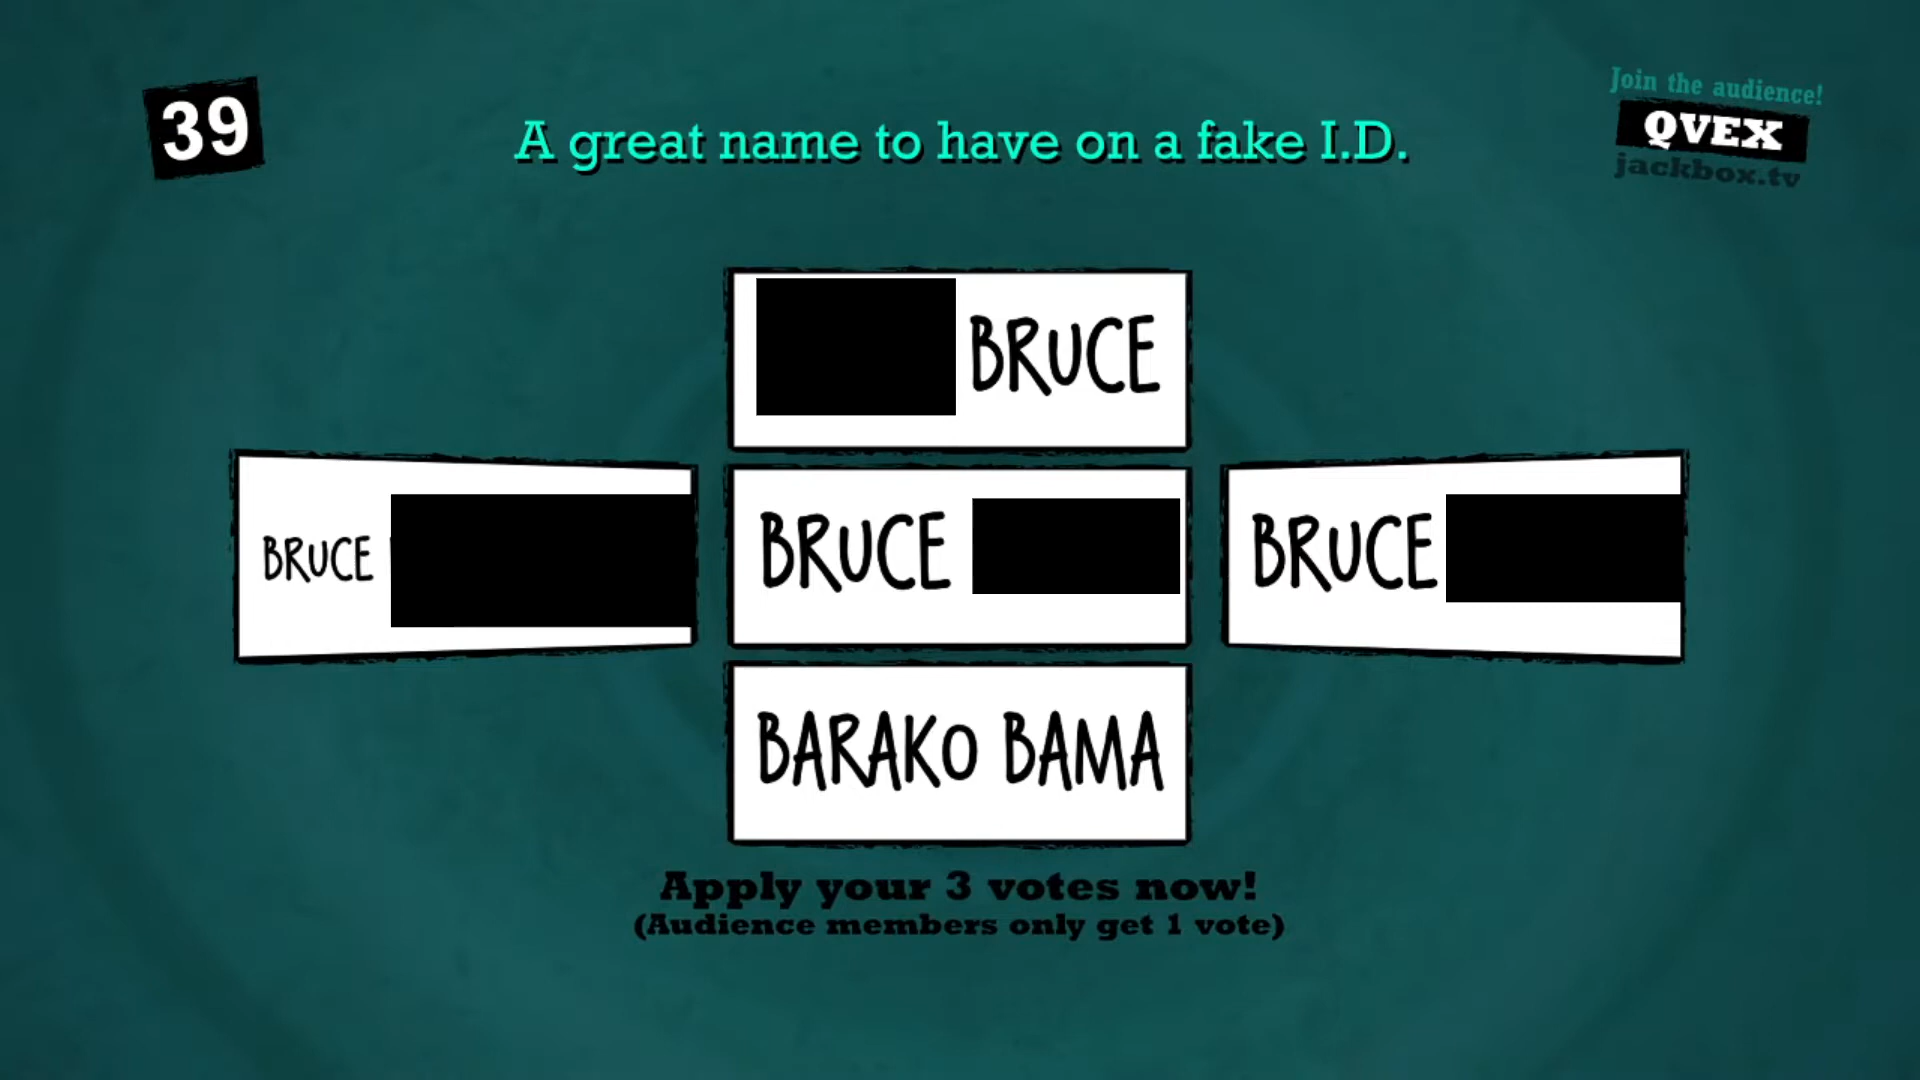 39
A great name to have on a fake I.D.
Join the audience!
QVEX
jackbox.tv
BRUCE
BRUCE
BRUCE
BRUCE
BARAKO BAMA
Apply your 3 votes now!
(Audience members only get 1 vote)